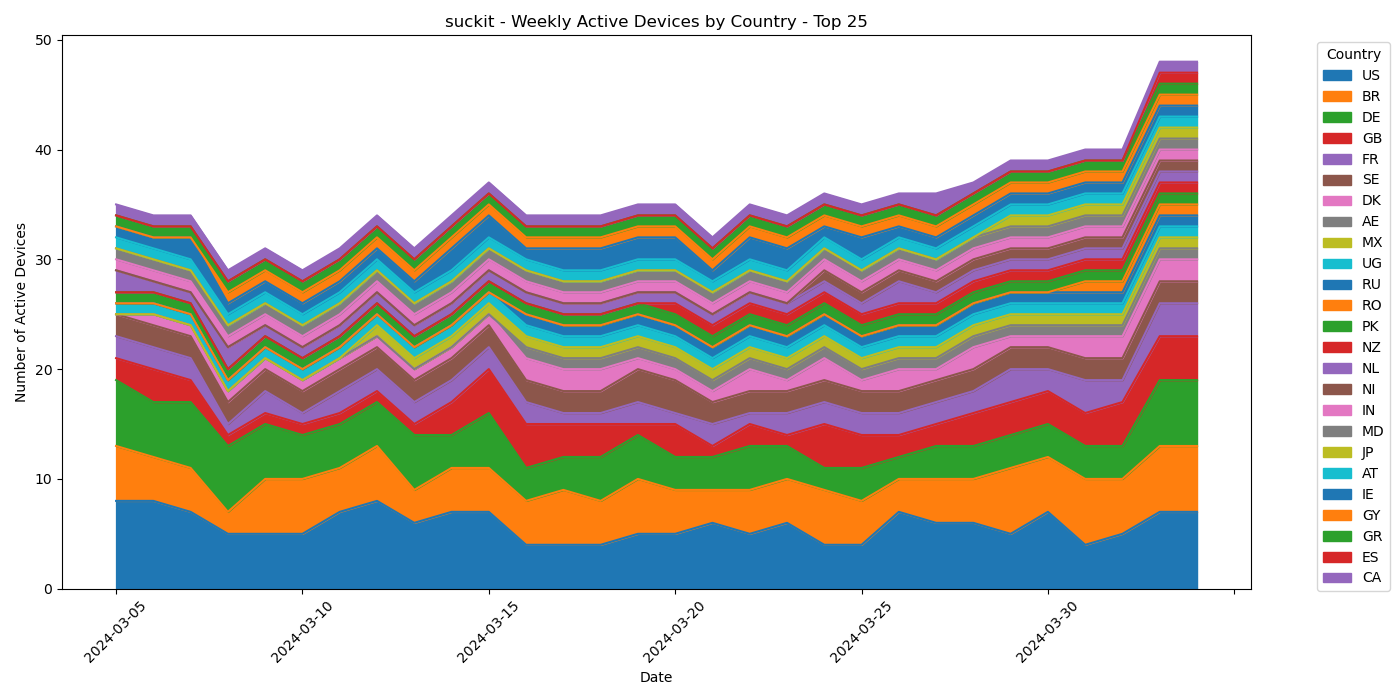 suckit - Weekly Active Devices by Country - Top 25
50
40
30
20
10
0
Number of Active Devices
2024-03-05
2024-03-10
2024-03-15
2024-03-20
2024-03-25
2024-03-30
Date
Country
US
BR
DE
GB
FR
SE
DK
AE
MX
UG
RU
RO
PK
NZ
NL
NI
IN
MD
JP
AT
IE
GY
GR
ES
CA